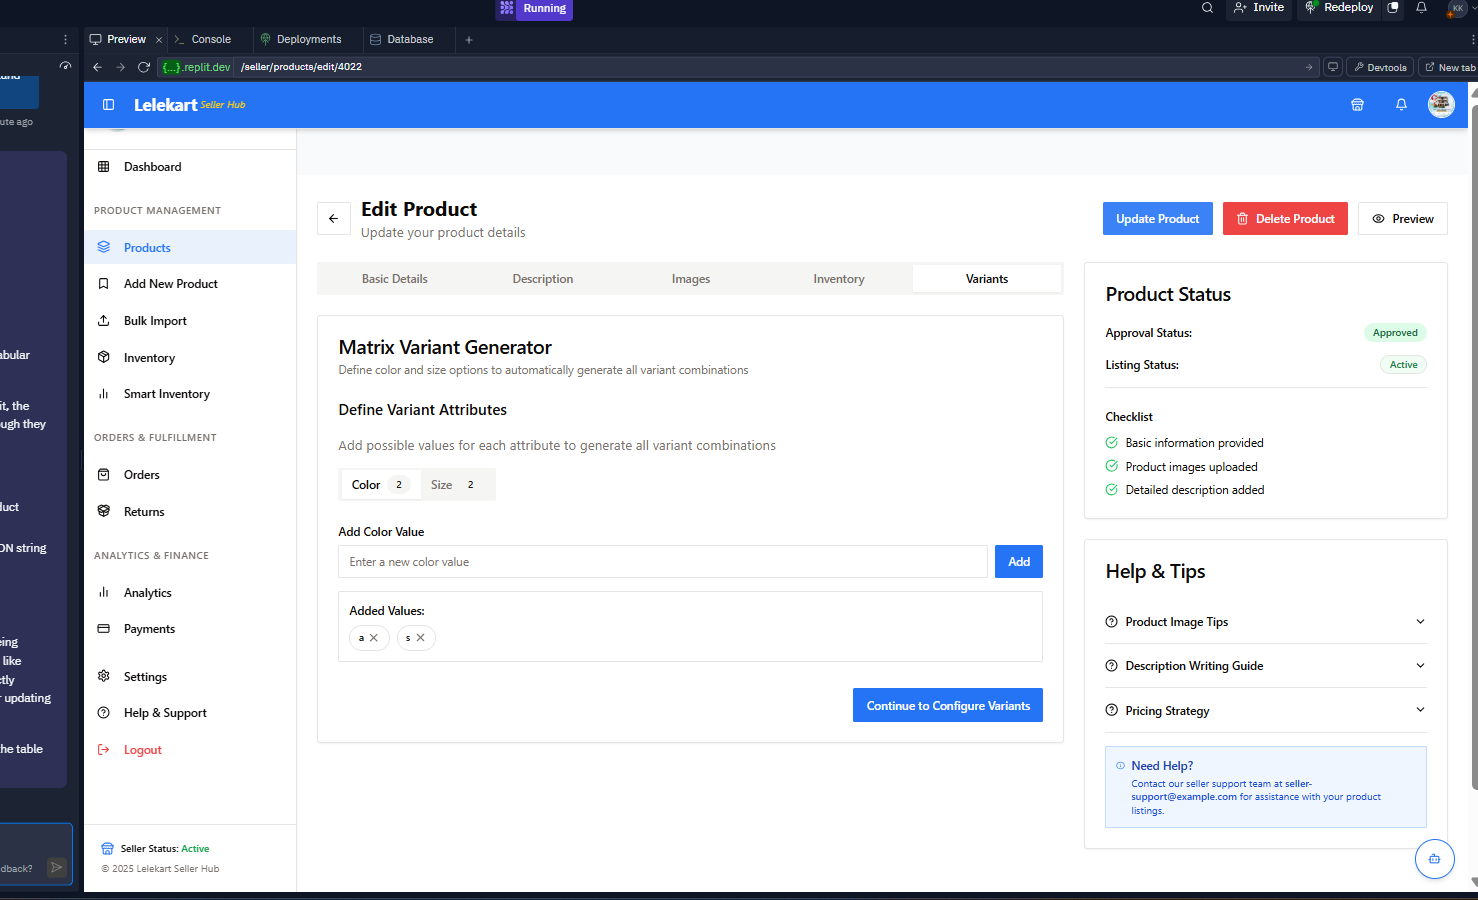 Running
Invite
Redeploy
KK
Preview
Console
Deployments
Database
{...}.replit.dev
/seller/products/edit/4022
Devtools
New tab
ute ago
abular
it, the
ugh they
duct
ON string
eing
like
ctly
r updating
he table
dback?
Lelekart Seller Hub
Dashboard
PRODUCT MANAGEMENT
Products
Add New Product
Bulk Import
Inventory
Smart Inventory
ORDERS & FULFILLMENT
Orders
Returns
ANALYTICS & FINANCE
Analytics
Payments
Settings
Help & Support
Logout
Seller Status: Active
© 2025 Lelekart Seller Hub
Edit Product
Update your product details
Update Product
Delete Product
Preview
Basic Details
Description
Images
Inventory
Variants
Matrix Variant Generator
Define color and size options to automatically generate all variant combinations
Define Variant Attributes
Add possible values for each attribute to generate all variant combinations
Color 2
Size 2
Add Color Value
Enter a new color value
Add
Added Values:
a
s
Continue to Configure Variants
Product Status
Approval Status: Approved
Listing Status: Active
Checklist
Basic information provided
Product images uploaded
Detailed description added
Help & Tips
Product Image Tips
Description Writing Guide
Pricing Strategy
Need Help?
Contact our seller support team at seller-
support@example.com for assistance with your product
listings.